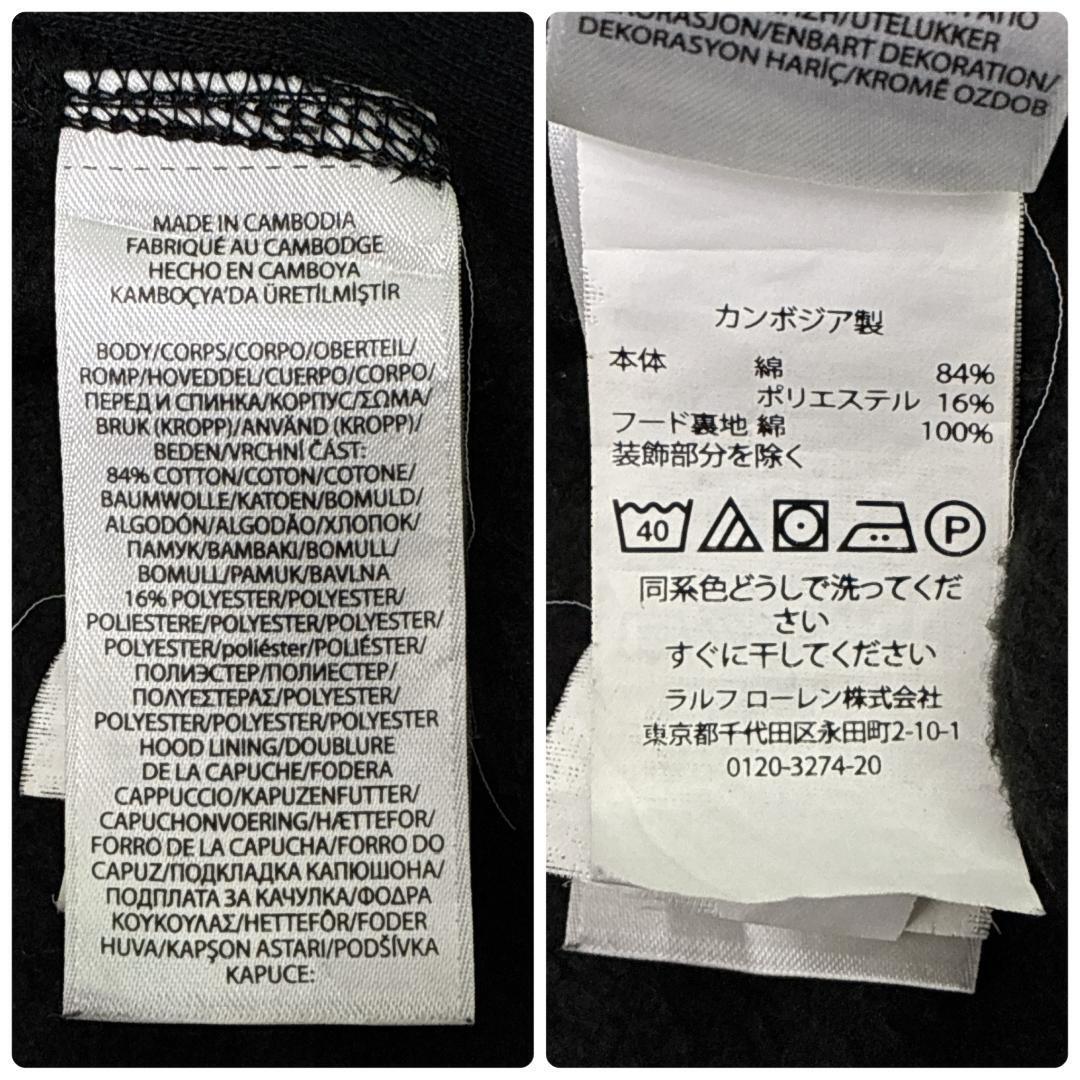 MADE IN CAMBODIA
FABRIQUÉ AU CAMBODGE
HECHO EN CAMBOYA
KAMBOÇYA'DA ÜRETİLMİŞTİR
BODY/CORPS/CORPO/OBERTEIL/
ROMP/HOVEDDEL/CUERPO/CORPO/
ПЕРЕД И СПИНКА/КОРПУС/ΣΩΜΑ/
BRUK (KROPP)/ANVÄND (KROPP)/
BEDEN/VRCHNÍ ČÁST:
84% COTTON/COTON/COTONE/
BAUMWOLLE/KATOEN/BOMULD/
ALGODÓN/ALGODÃO/ХЛОПОК/
ПАМУК/ΒΑΜΒΑΚΙ/BOMULL/
BOMULL/PAMUK/BAVLNA
16% POLYESTER/POLYESTER/
POLIESTERE/POLYESTER/POLYESTER/
POLYESTER/poliéster/POLIÉSTER/
ПОЛИЭСТЕР/ПОЛИЕСТЕР/
ΠΟΛΥΕΣΤΕΡΑΣ/POLYESTER/
POLYESTER/POLYESTER/POLYESTER
HOOD LINING/DOUBLURE
DE LA CAPUCHE/FODERA
CAPPUCCIO/KAPUZENFUTTER/
CAPUCHONVOERING/HÆTTEFOR/
FORRO DE LA CAPUCHA/FORRO DO
CAPUZ/ПОДКЛАДКА КАПЮШОНА/
ПОДПЛАТА ЗА КАЧУЛКА/ΦΟΔΡΑ
ΚΟΥΚΟΥΛΑΣ/HETTEFÔR/FODER
HUVA/KAPŞON ASTARI/PODŠÍVKA
KAPUCE:
/UTELUKKER
DEKORASJON/ENBART DEKORATION/
DEKORASYON HARİÇ/KROMĚ OZDOB
カンボジア製
本体 綿 84%
ポリエステル 16%
フード裏地 綿 100%
装飾部分を除く
40 P
同系色どうしで洗ってくだ
さい
すぐに干してください
ラルフ ローレン株式会社
東京都千代田区永田町2-10-1
0120-3274-20